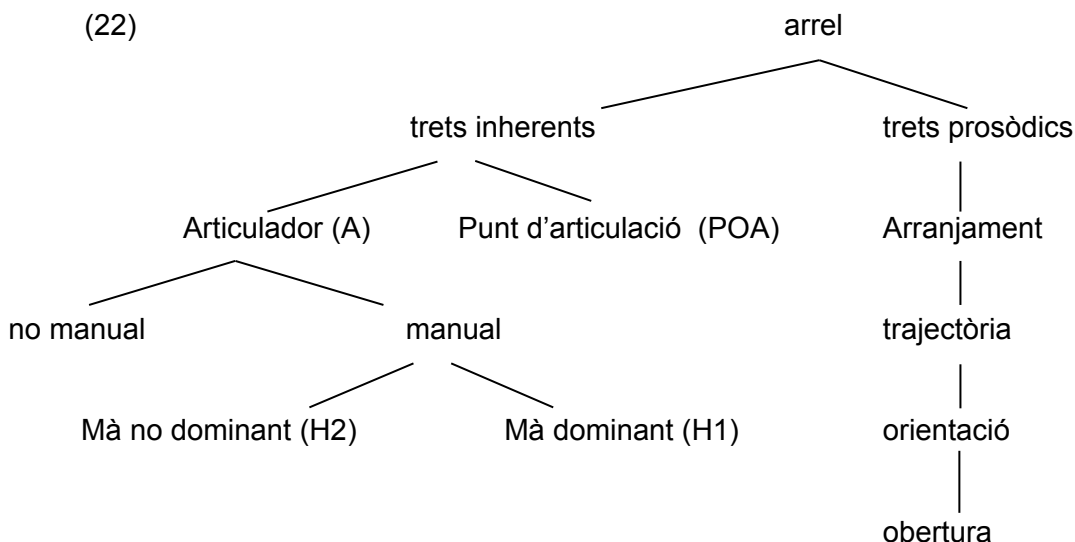 (22) arrel
trets inherents trets prosòdics
Articulador (A) Punt d’articulació (POA) Arranjament
no manual manual trajectòria
Mà no dominant (H2) Mà dominant (H1) orientació
obertura